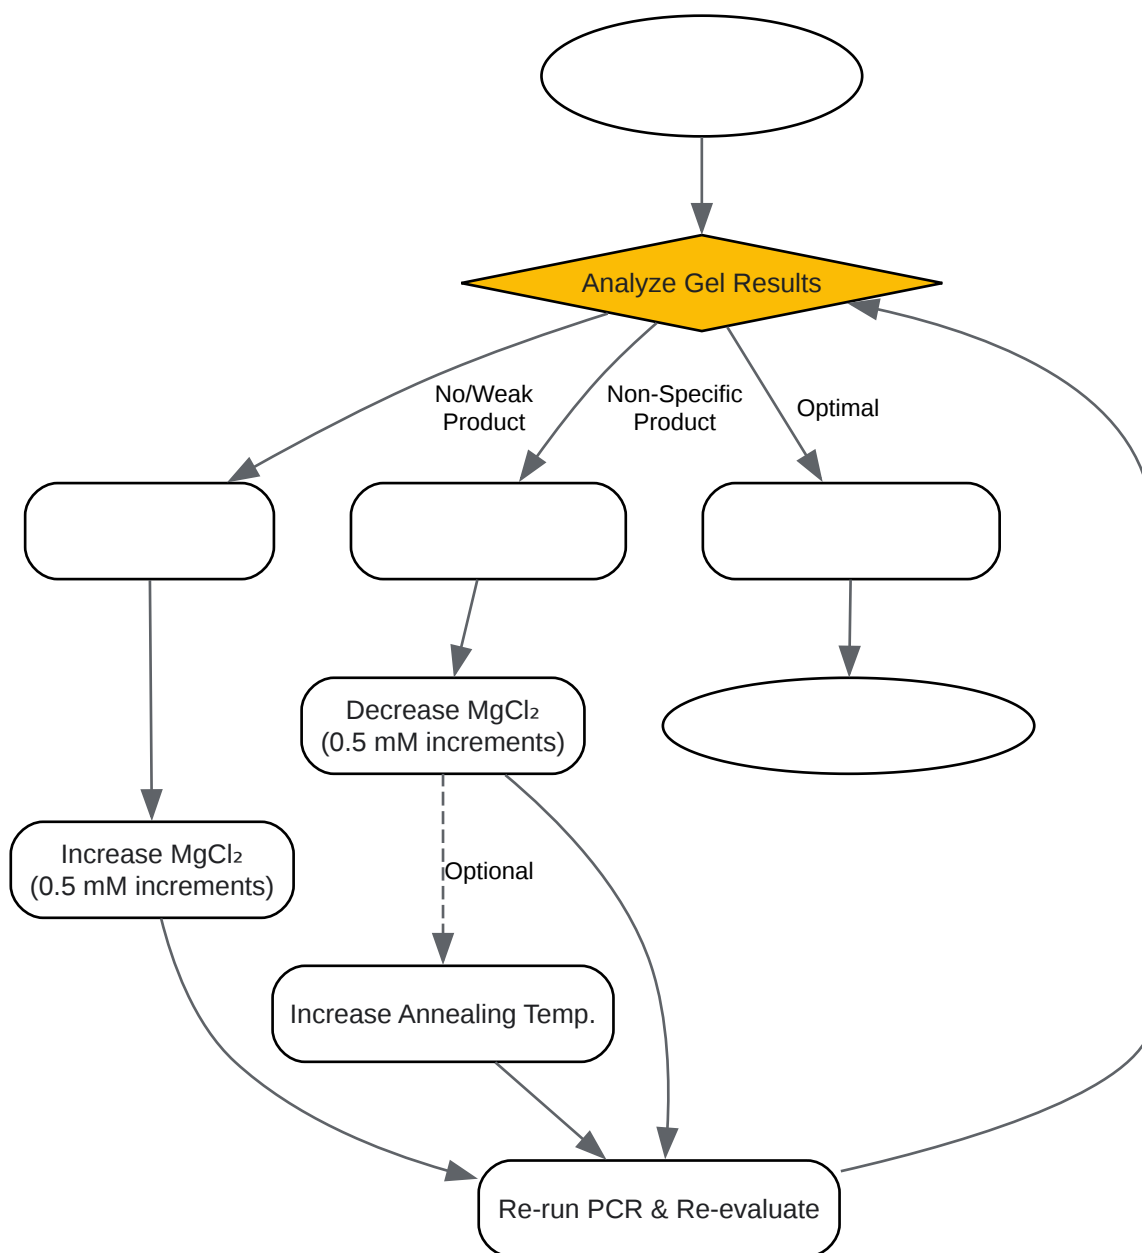 Analyze Gel Results
No/Weak
Product
Non-Specific
Product
Optimal
Decrease MgCl₂
(0.5 mM increments)
Increase MgCl₂
(0.5 mM increments)
Optional
Increase Annealing Temp.
Re-run PCR & Re-evaluate